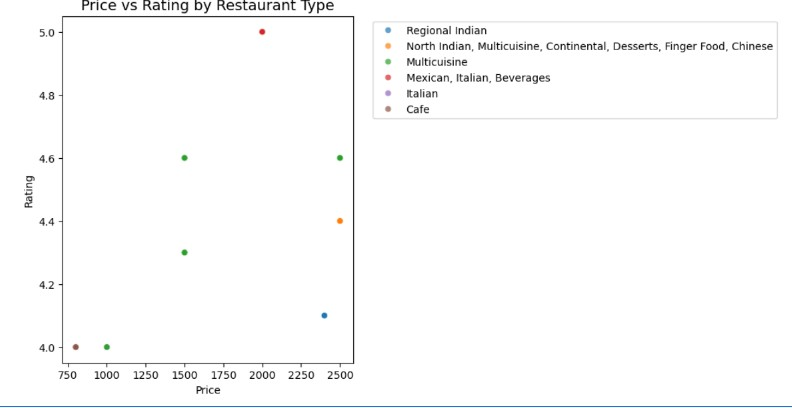 Price vs Rating by Restaurant Type
5.0
4.8
4.6
4.4
4.2
4.0
Rating
750 1000 1250 1500 1750 2000 2250 2500
Price
Regional Indian
North Indian, Multicuisine, Continental, Desserts, Finger Food, Chinese
Multicuisine
Mexican, Italian, Beverages
Italian
Cafe